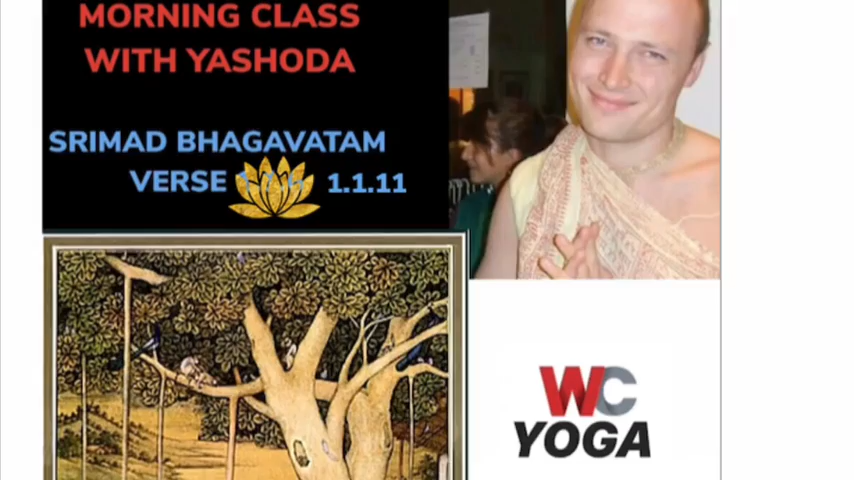 MORNING CLASS
WITH YASHODA
SRIMAD BHAGAVATAM
VERSE 1.1.11
WC
YOGA